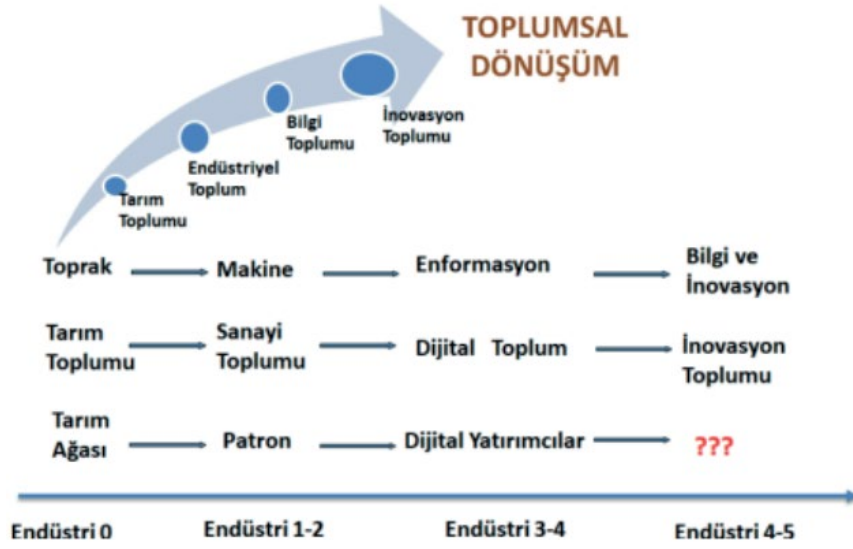 TOPLUMSAL
DÖNÜŞÜM
İnovasyon
Toplumu
Bilgi
Toplumu
Endüstriyel
Toplum
Tarım
Toplumu
Toprak
Makine
Enformasyon
Bilgi ve
İnovasyon
Tarım
Toplumu
Sanayi
Toplumu
Dijital Toplum
İnovasyon
Toplumu
Tarım
Ağası
Patron
Dijital Yatırımcılar
???
Endüstri 0
Endüstri 1-2
Endüstri 3-4
Endüstri 4-5